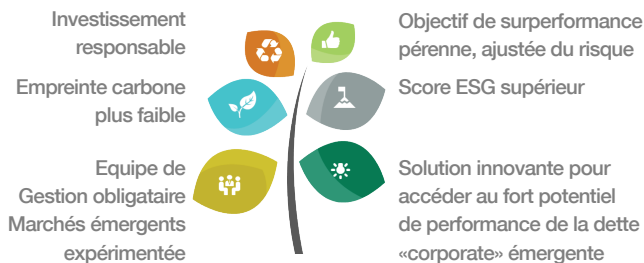 Investissement
responsable
Objectif de surperformance
pérenne, ajustée du risque
Empreinte carbone
plus faible
Score ESG supérieur
Equipe de
Gestion obligataire
Marchés émergents
expérimentée
Solution innovante pour
accéder au fort potentiel
de performance de la dette
«corporate» émergente